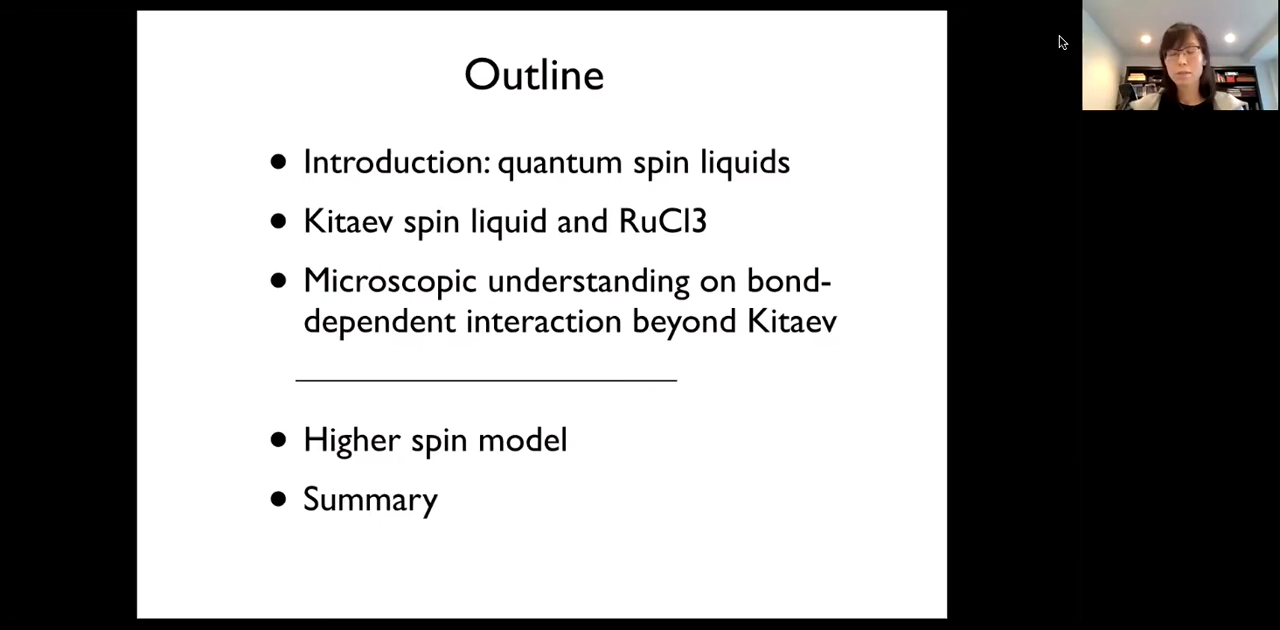 Outline
• Introduction: quantum spin liquids
• Kitaev spin liquid and RuCl3
• Microscopic understanding on bond-
dependent interaction beyond Kitaev
• Higher spin model
• Summary